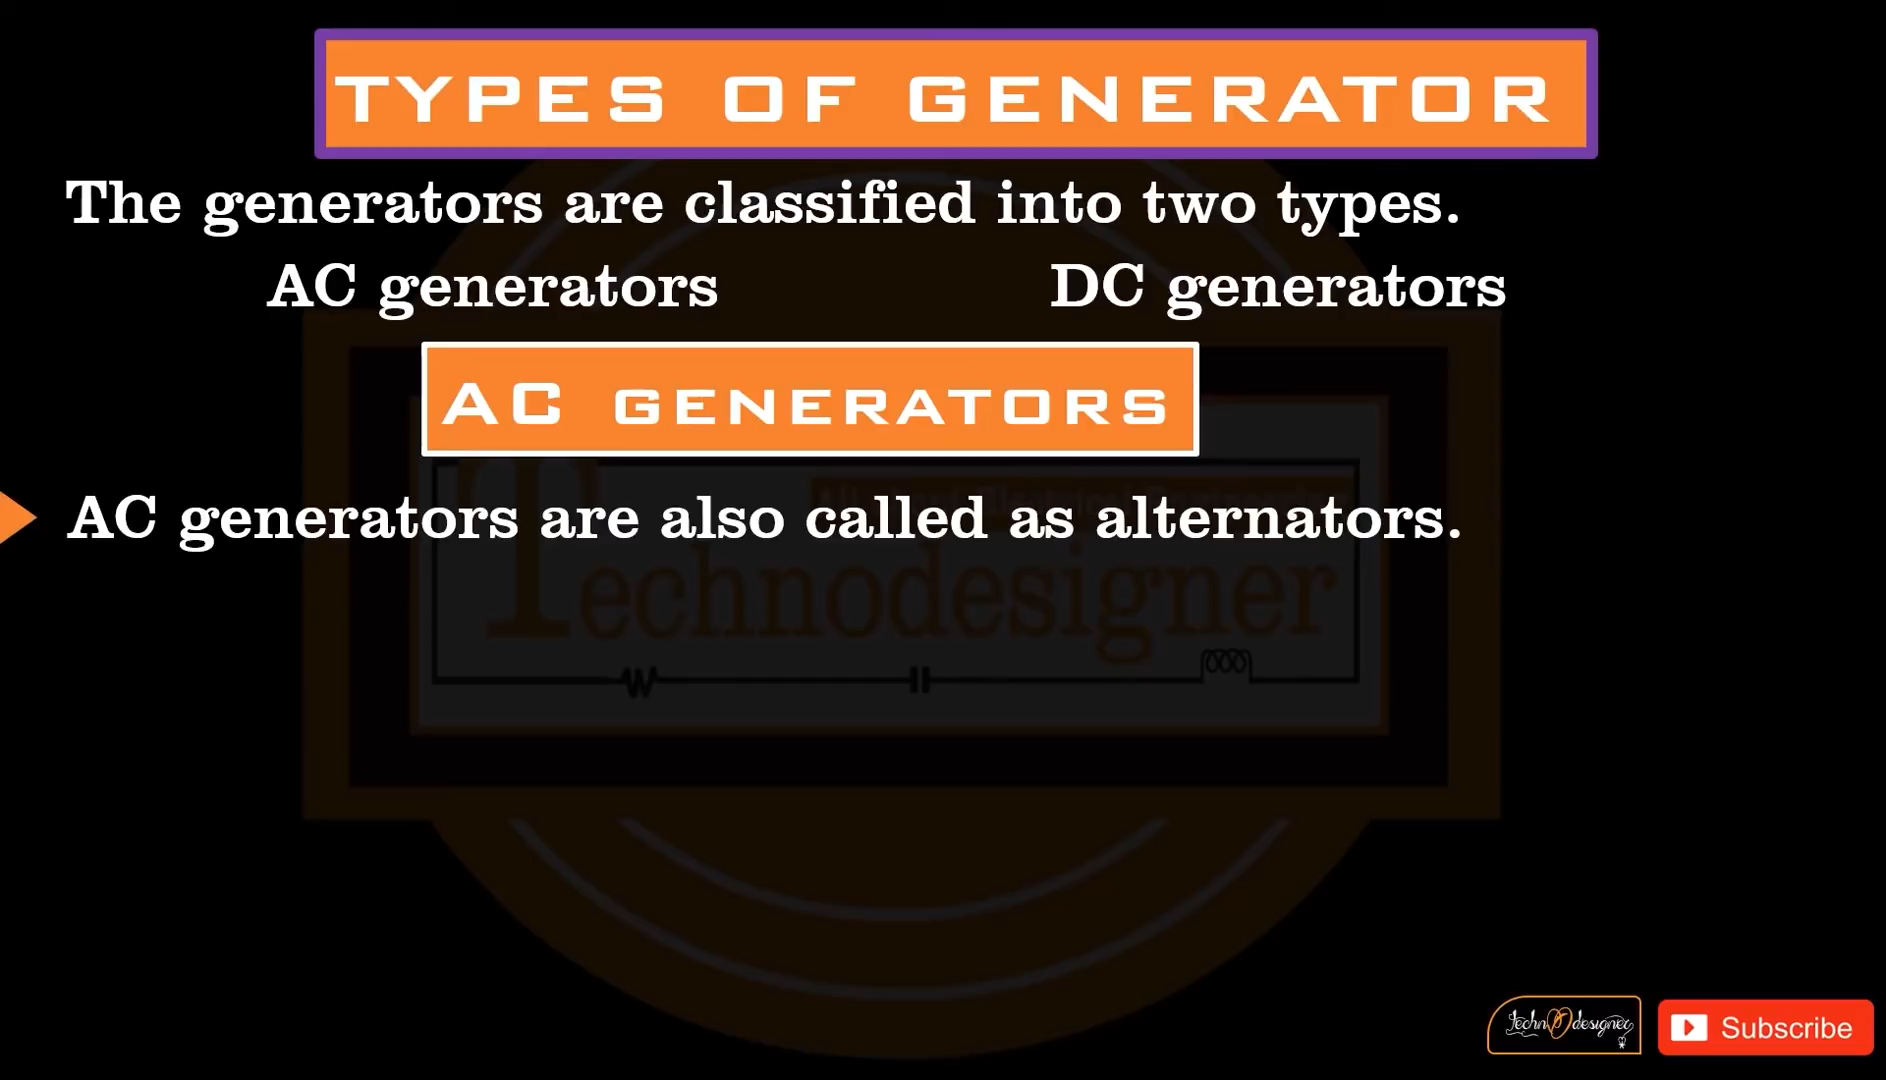 TYPES OF GENERATOR
The generators are classified into two types.
AC generators DC generators
AC GENERATORS
AC generators are also called as alternators.
Technodesigner
Technodesigner
Subscribe